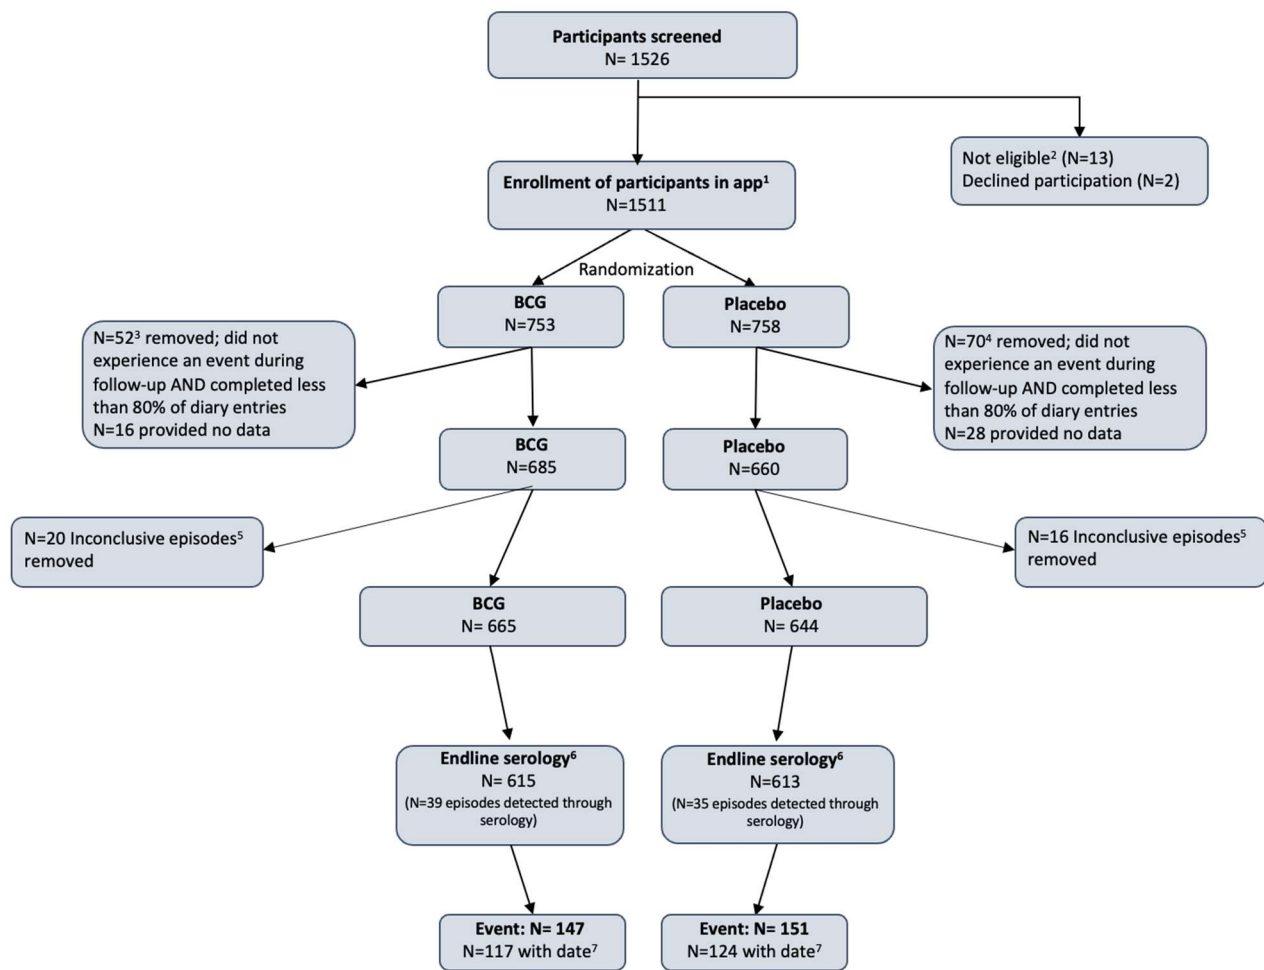 Participants screened
N= 1526
Not eligible² (N=13)
Declined participation (N=2)
Enrollment of participants in app¹
N=1511
Randomization
BCG
N=753
Placebo
N=758
N=52³ removed; did not
experience an event during
follow-up AND completed less
than 80% of diary entries
N=16 provided no data
N=70⁴ removed; did not
experience an event during
follow-up AND completed less
than 80% of diary entries
N=28 provided no data
BCG
N=685
Placebo
N=660
N=20 Inconclusive episodes⁵
removed
N=16 Inconclusive episodes⁵
removed
BCG
N= 665
Placebo
N= 644
Endline serology⁶
N= 615
(N=39 episodes detected through
serology)
Endline serology⁶
N=613
(N=35 episodes detected through
serology)
Event: N= 147
N=117 with date⁷
Event: N= 151
N=124 with date⁷